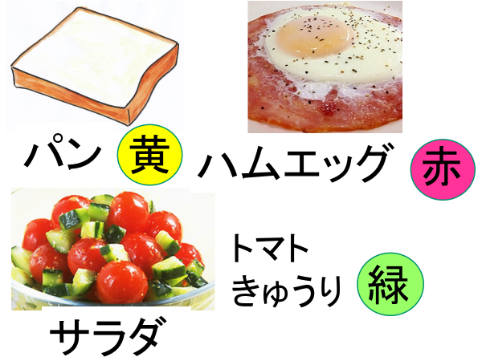 パン 黄
ハムエッグ 赤
トマト
きゅうり 緑
サラダ